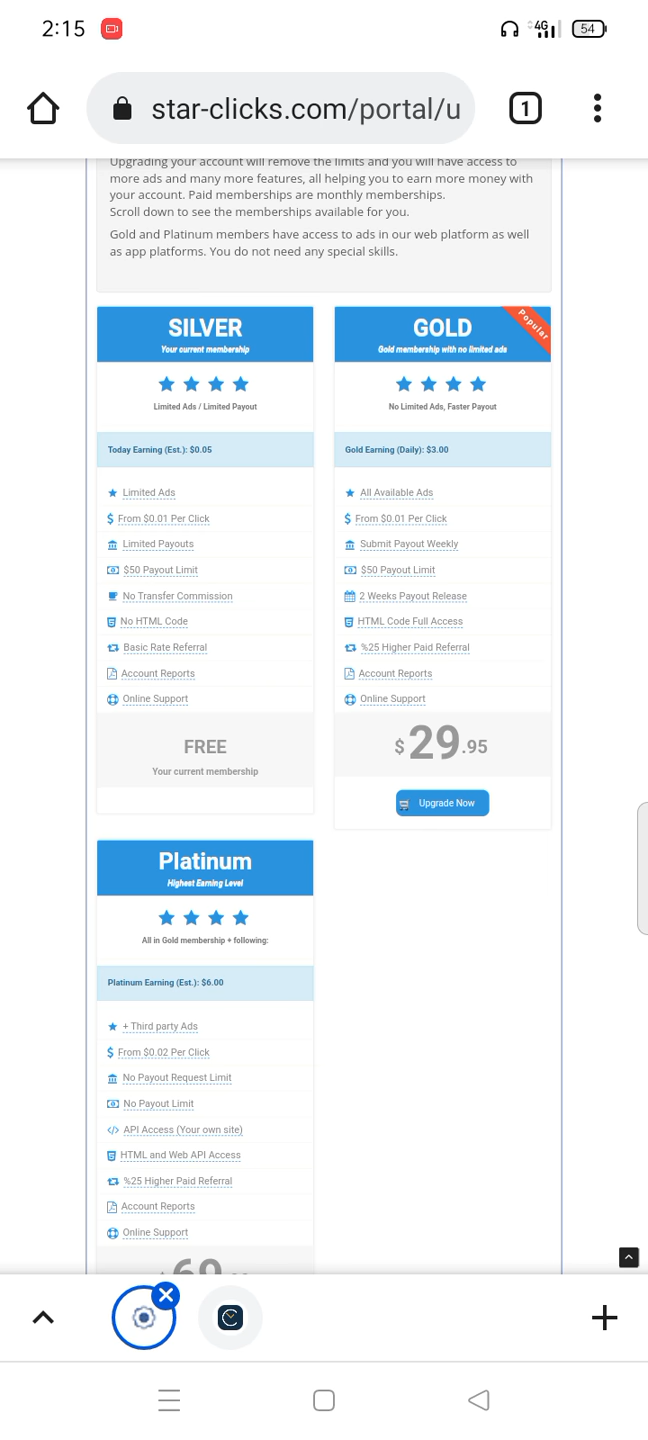 2:15
4G
54
star-clicks.com/portal/u
1
Upgrading your account will remove the limits and you will have access to
more ads and many more features, all helping you to earn more money with
your account. Paid memberships are monthly memberships.
Scroll down to see the memberships available for you.
Gold and Platinum members have access to ads in our web platform as well
as app platforms. You do not need any special skills.
SILVER
Your current membership
Limited Ads / Limited Payout
Today Earning (Est.): $0.05
Limited Ads
From $0.01 Per Click
Limited Payouts
$50 Payout Limit
No Transfer Commission
No HTML Code
Basic Rate Referral
Account Reports
Online Support
FREE
Your current membership
GOLD
Popular
Gold membership with no limited ads
No Limited Ads, Faster Payout
Gold Earning (Daily): $3.00
All Available Ads
From $0.01 Per Click
Submit Payout Weekly
$50 Payout Limit
2 Weeks Payout Release
HTML Code Full Access
%25 Higher Paid Referral
Account Reports
Online Support
$29.95
Upgrade Now
Platinum
Highest Earning Level
All in Gold membership + following:
Platinum Earning (Est.): $6.00
+ Third party Ads
From $0.02 Per Click
No Payout Request Limit
No Payout Limit
API Access (Your own site)
HTML and Web API Access
%25 Higher Paid Referral
Account Reports
Online Support
69